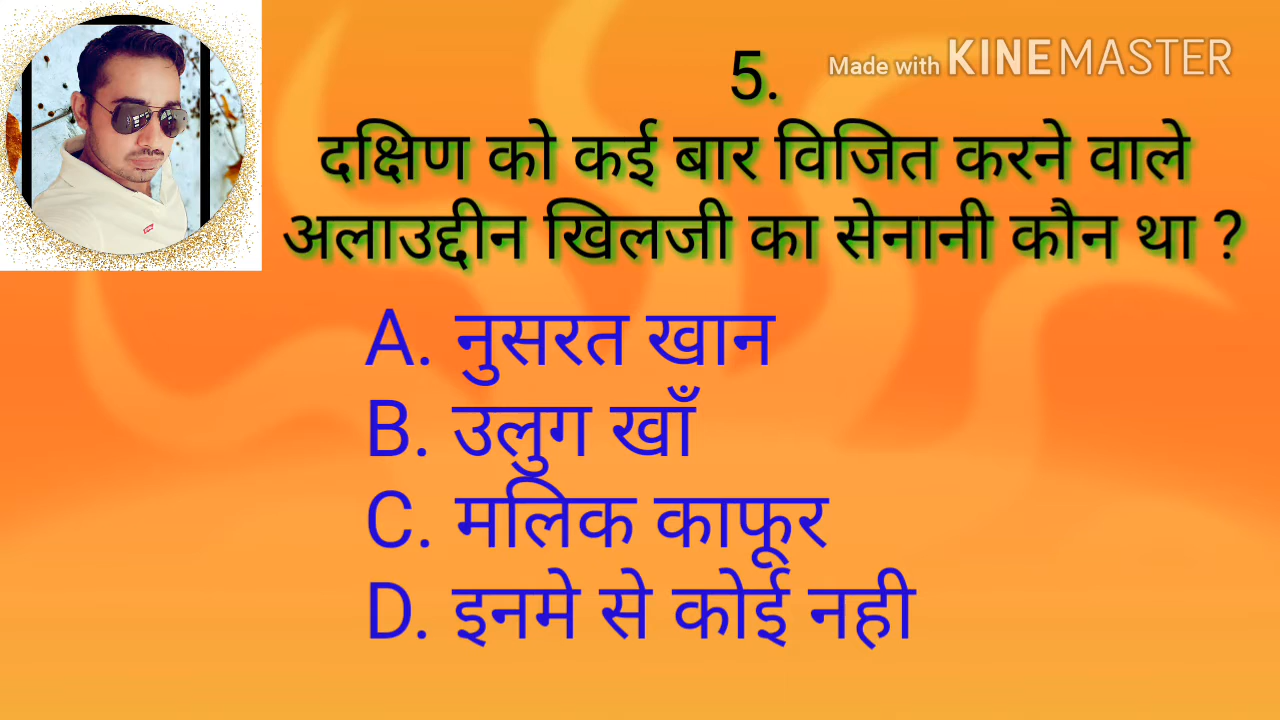 Made with KINEMASTER
5.
दक्षिण को कई बार विजित करने वाले
अलाउद्दीन खिलजी का सेनानी कौन था ?
A. नुसरत खान
B. उलुग खाँ
C. मलिक काफूर
D. इनमे से कोई नही